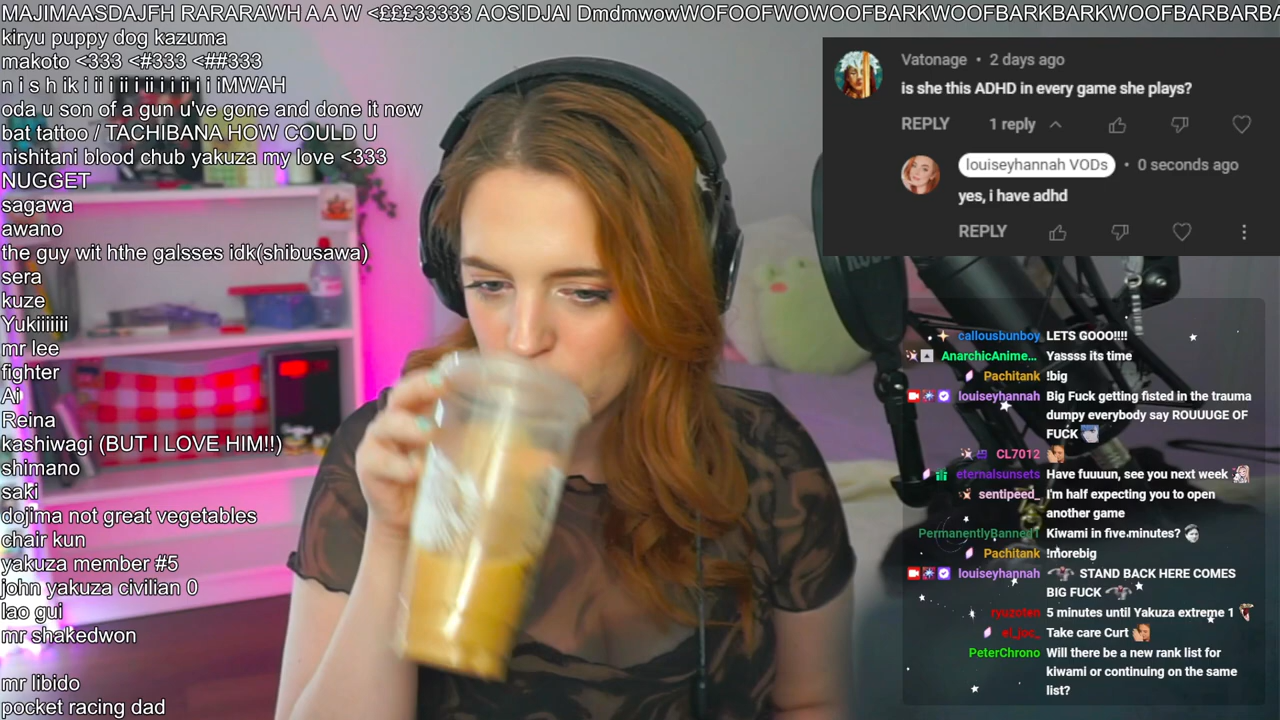 MAJIMAASDAJFH RARARAWH A A W <£££33333 AOSIDJAI DmdmwowWOFOOFWOWOOFBARKWOOFBARKBARKWOOFBARBARBA
kiryu puppy dog kazuma
makoto <333 <#333 <##333
n i s h ik i ii i ii i i ii i i ii i i iMWAH
oda u son of a gun u've gone and done it now
bat tattoo / TACHIBANA HOW COULD U
nishitani blood chub yakuza my love <333
NUGGET
sagawa
awano
the guy wit hthe galsses idk(shibusawa)
sera
kuze
Yukiiiiiii
mr lee
fighter
Ai
Reina
kashiwagi (BUT I LOVE HIM!!)
shimano
saki
dojima not great vegetables
chair kun
yakuza member #5
john yakuza civilian 0
lao gui
mr shakedwon
mr libido
pocket racing dad
Vatonage • 2 days ago
is she this ADHD in every game she plays?
REPLY 1 reply
louiseyhannah VODs • 0 seconds ago
yes, i have adhd
REPLY
callousbunboy LETS GOOO!!!!
AnarchicAnime... Yassss its time
Pachitank !big
louiseyhannah Big Fuck getting fisted in the trauma
dumpy everybody say ROUUUGE OF
FUCK
CL7012
eternalsunsets Have fuuuun, see you next week
sentipeed_ I'm half expecting you to open
another game
PermanentlyBanned1 Kiwami in five minutes?
Pachitank !morebig
louiseyhannah STAND BACK HERE COMES
BIG FUCK
ryuzoten 5 minutes until Yakuza extreme 1
el_joc_ Take care Curt
PeterChrono Will there be a new rank list for
kiwami or continuing on the same
list?